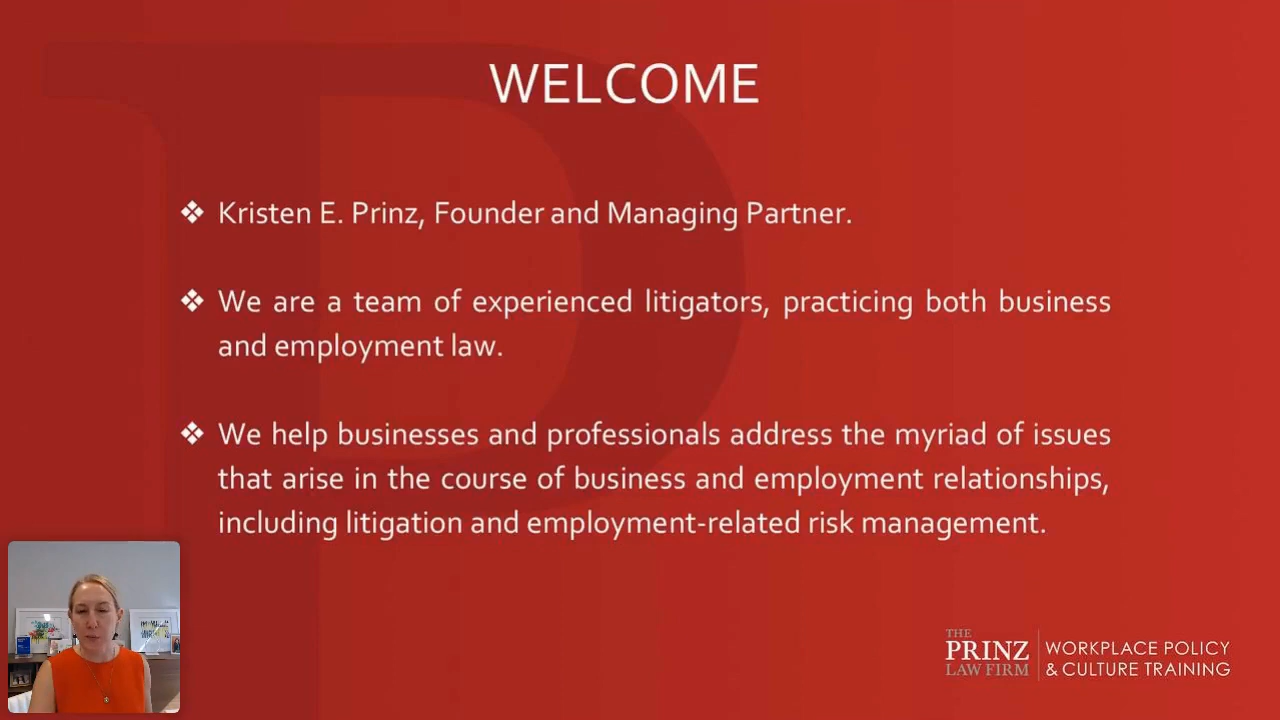 WELCOME
❖ Kristen E. Prinz, Founder and Managing Partner.
❖ We are a team of experienced litigators, practicing both business
and employment law.
❖ We help businesses and professionals address the myriad of issues
that arise in the course of business and employment relationships,
including litigation and employment-related risk management.
THE
PRINZ
LAW FIRM
WORKPLACE POLICY
& CULTURE TRAINING